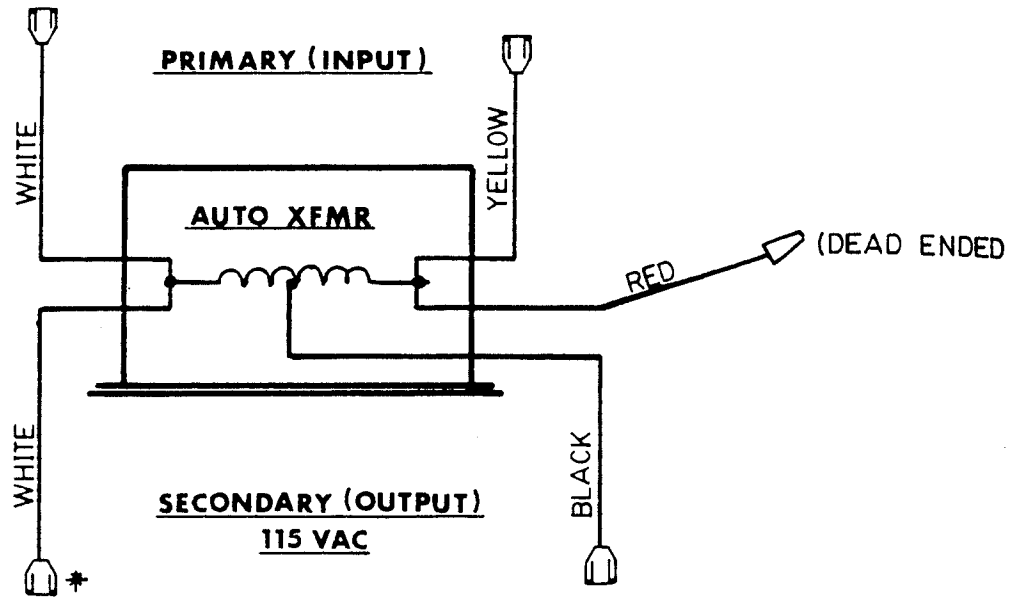 PRIMARY (INPUT)
WHITE
YELLOW
AUTO XFMR
RED
(DEAD ENDED
WHITE
BLACK
SECONDARY (OUTPUT)
115 VAC
*